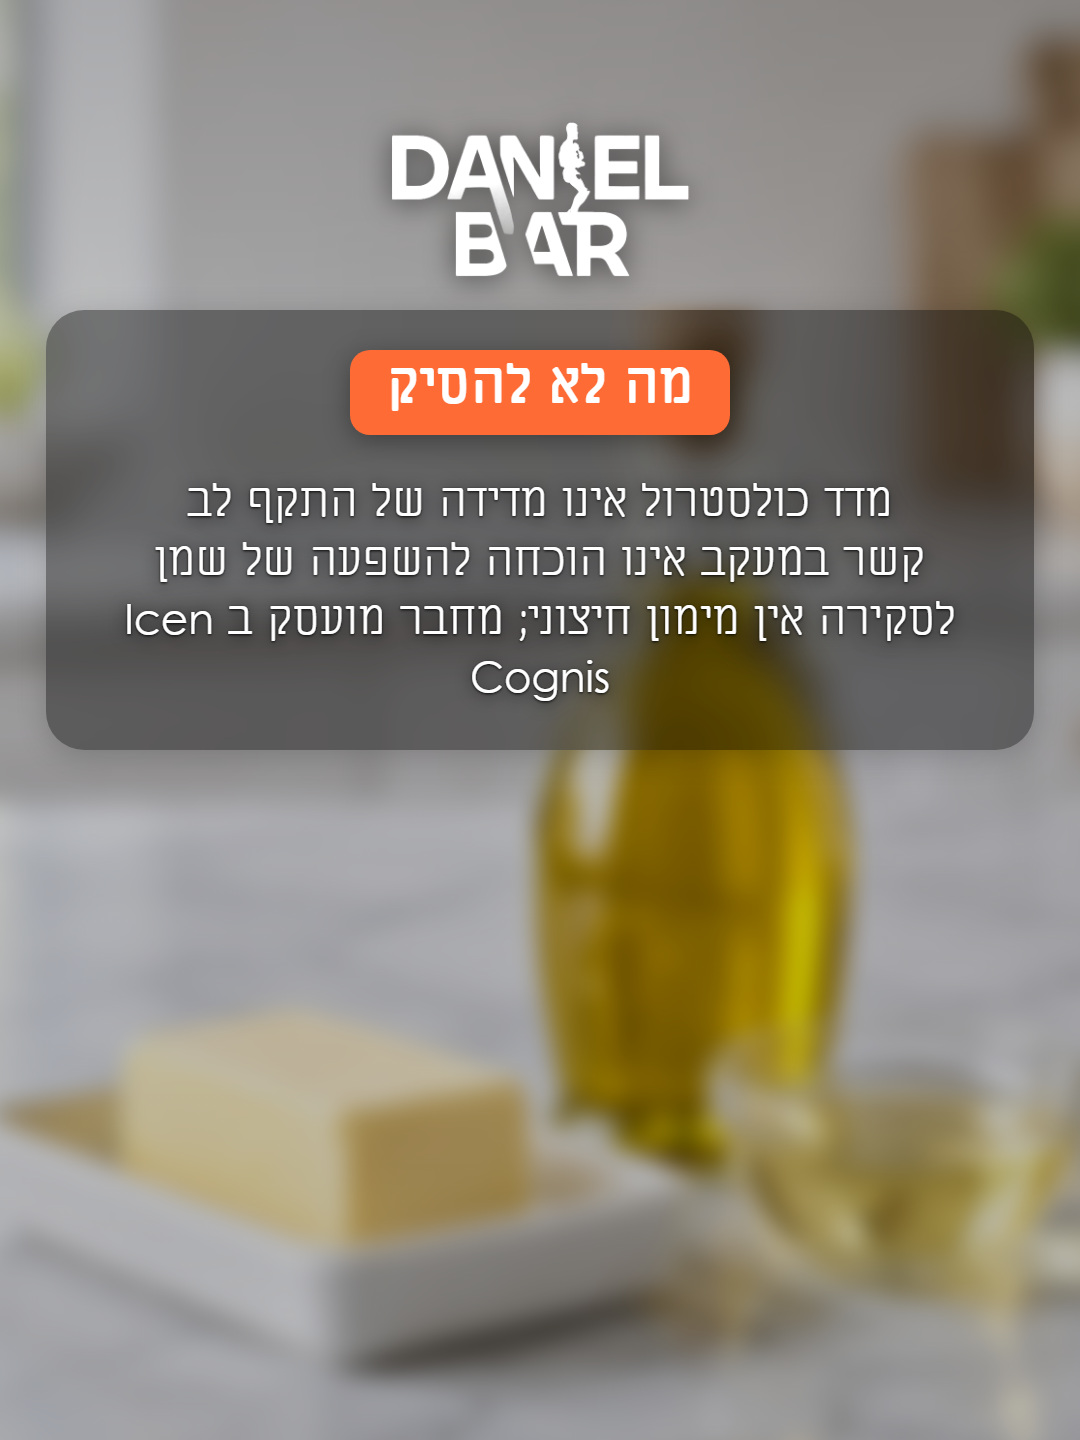 DANIEL
BAR
מה לא להסיק
מדד כולסטרול אינו מדידה של התקף לב
קשר במעקב אינו הוכחה להשפעה של שמן
לסקירה אין מימון חיצוני; מחבר מועסק ב Icen
Cognis